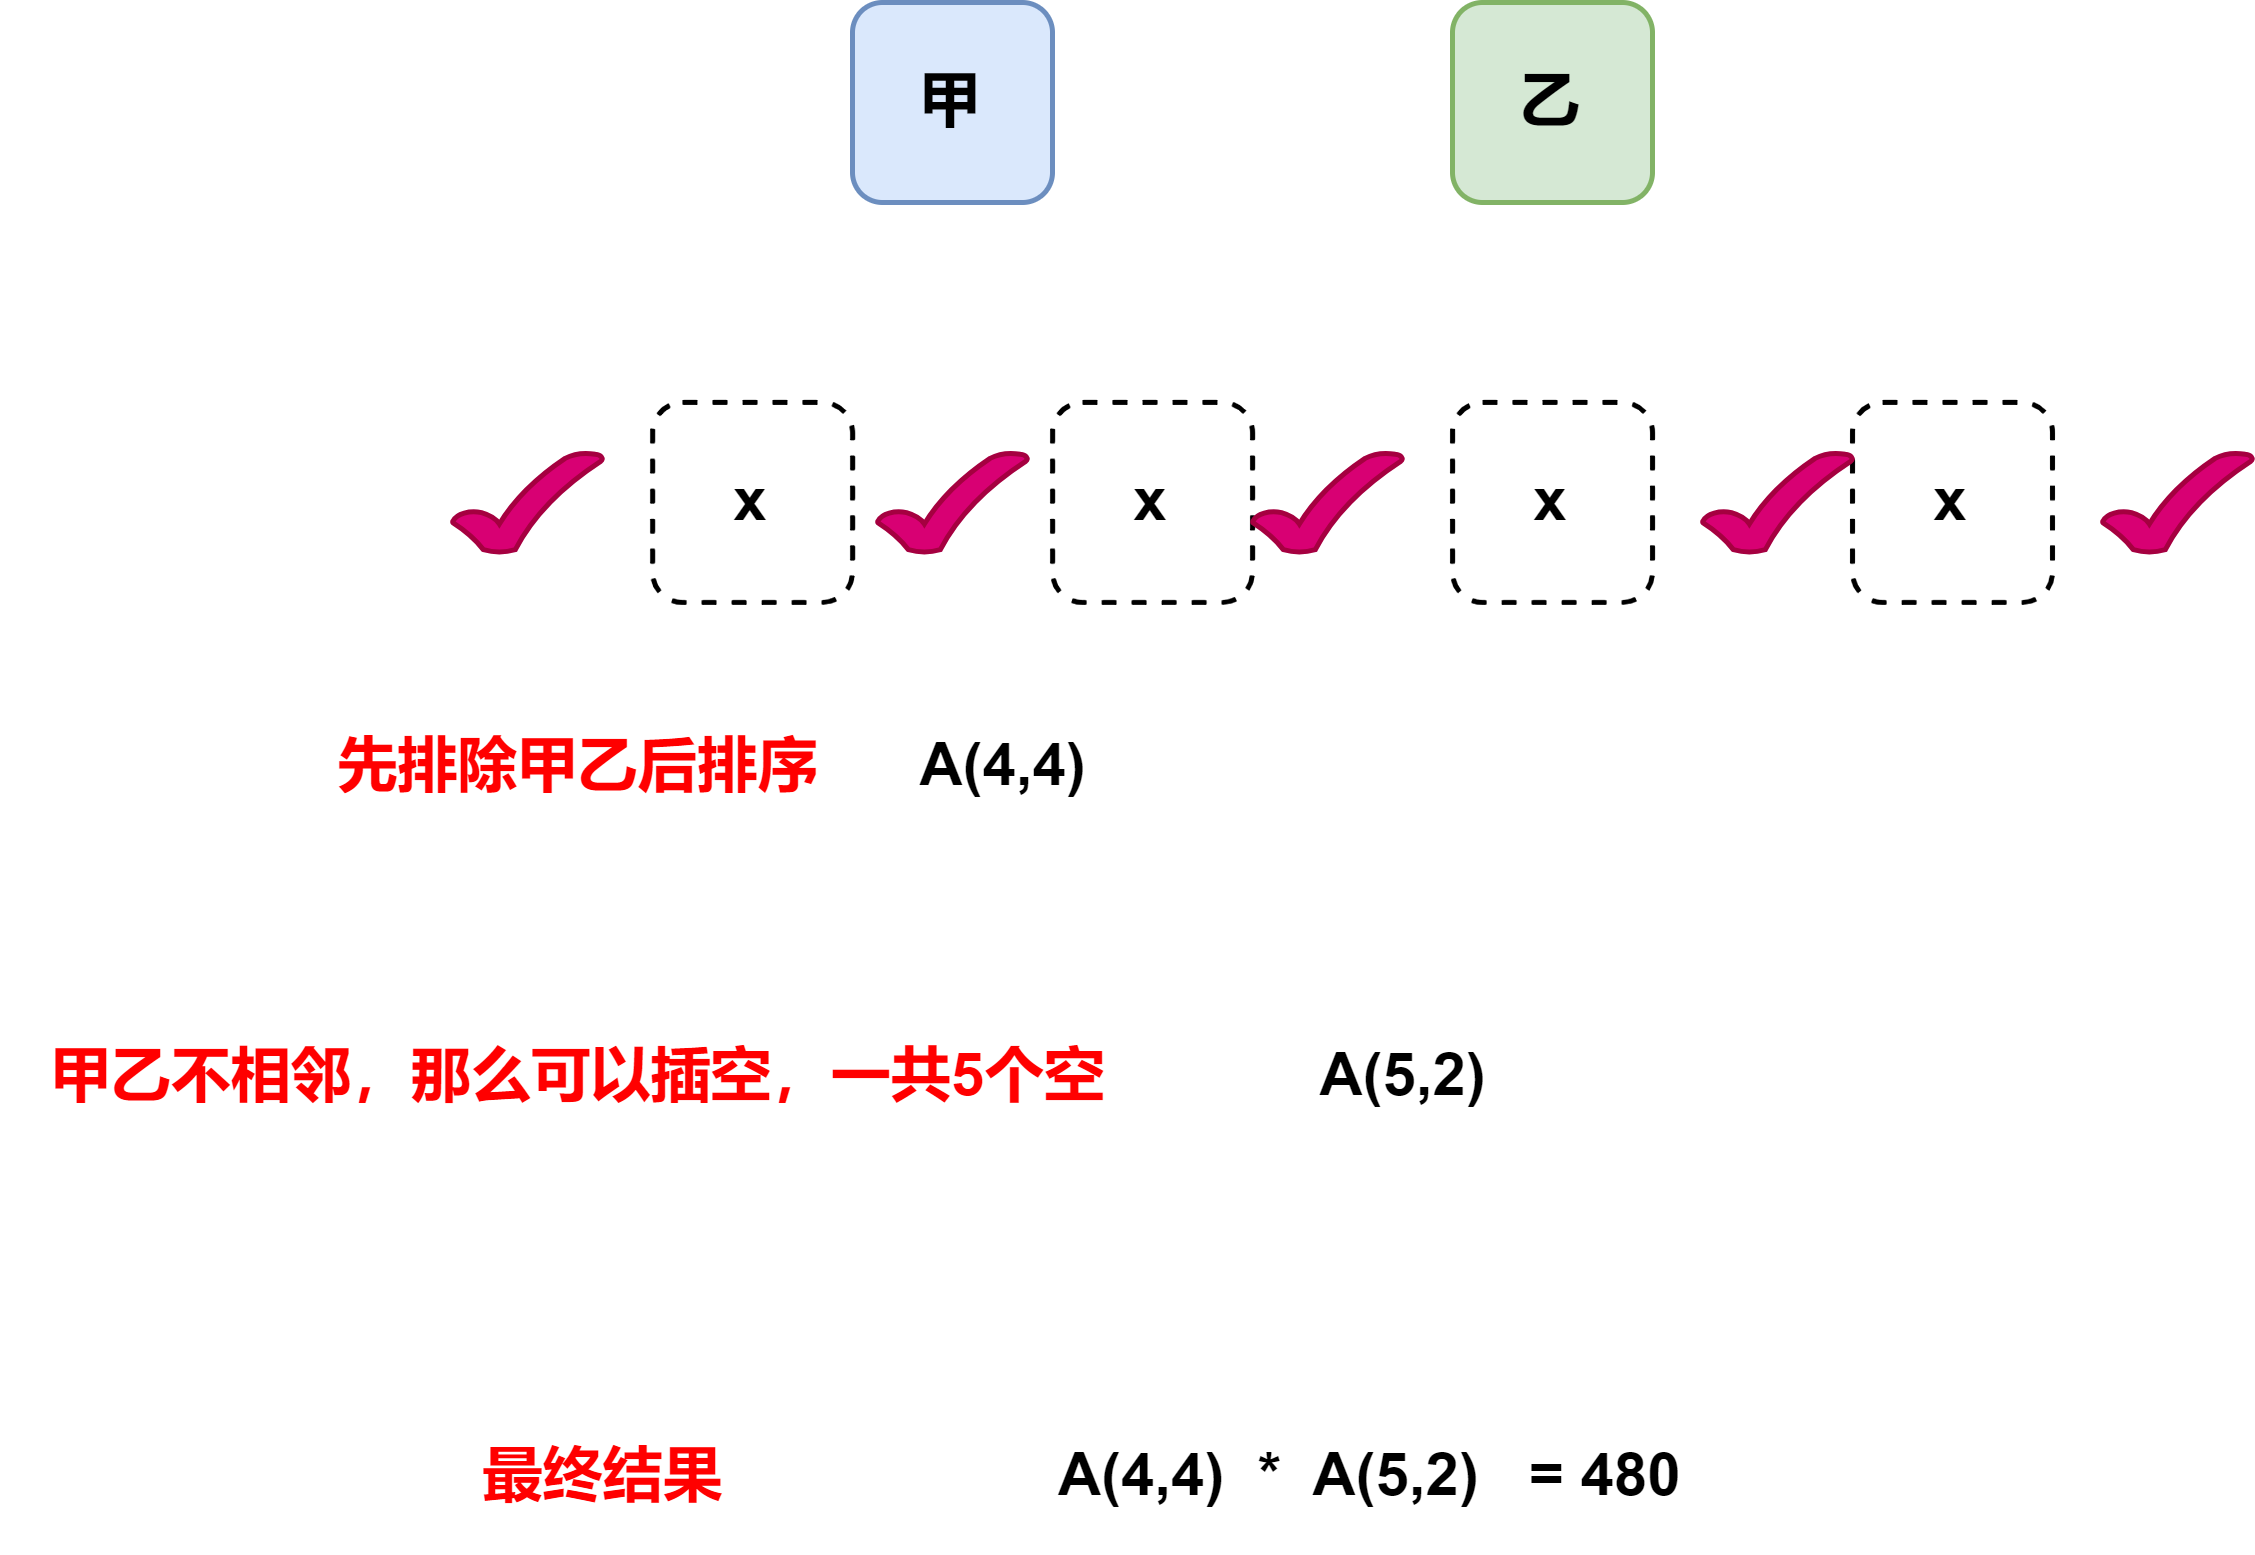 甲 乙
x x x x
先排除甲乙后排序 A(4,4)
甲乙不相邻，那么可以插空，一共5个空 A(5,2)
最终结果 A(4,4) * A(5,2) = 480